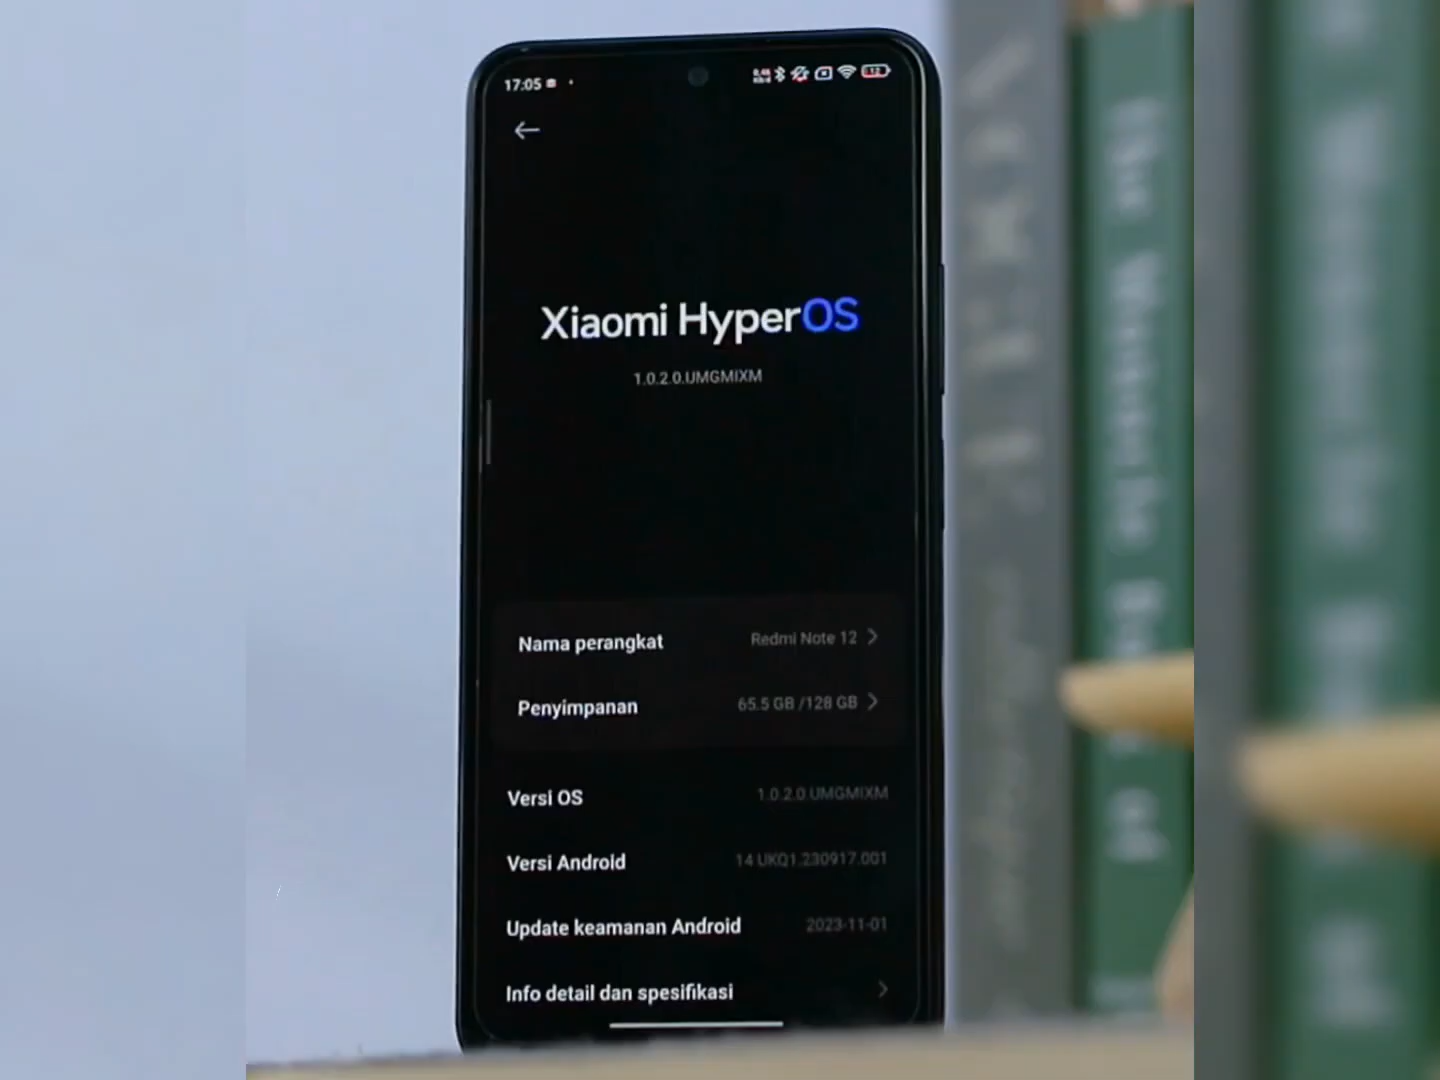 17:05
12
Xiaomi HyperOS
1.0.2.0.UMGMIXM
Nama perangkat Redmi Note 12
Penyimpanan 65.5 GB /128 GB
Versi OS 1.0.2.0.UMGMIXM
Versi Android 14 UKQ1.230917.001
Update keamanan Android 2023-11-01
Info detail dan spesifikasi